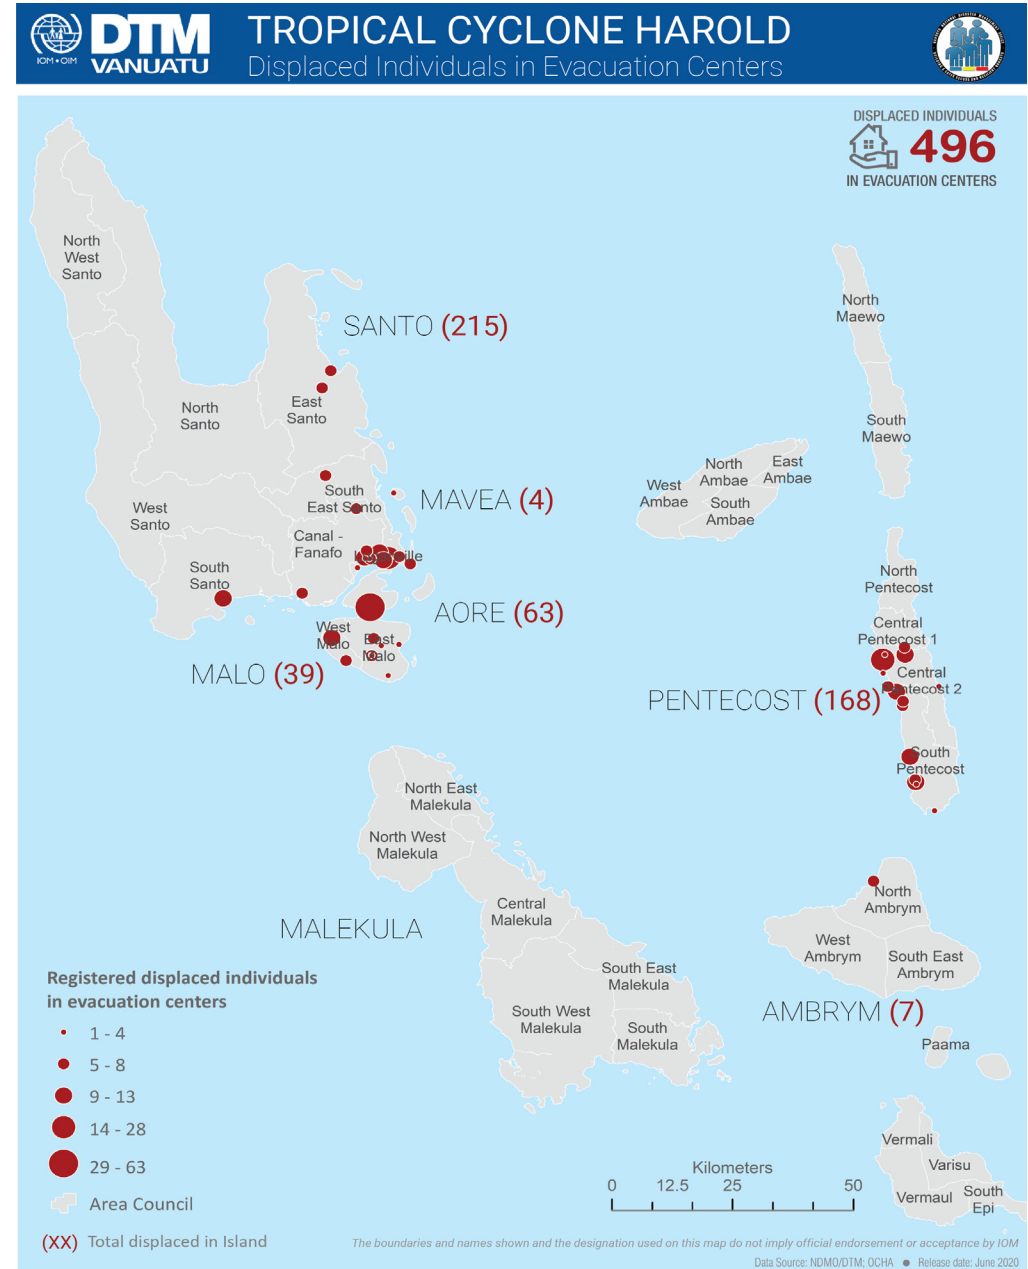 IOM • OIM
DTM
VANUATU
TROPICAL CYCLONE HAROLD
Displaced Individuals in Evacuation Centers
DISPLACED INDIVIDUALS
496
IN EVACUATION CENTERS
North
West
Santo
SANTO (215)
North
Maewo
North
Santo
East
Santo
South
Maewo
North
Ambae
East
Ambae
West
Ambae
South
Ambae
South
East Santo
MAVEA (4)
West
Santo
Canal -
Fanafo
South
Santo
North
Pentecost
AORE (63)
West
Malo
East
Malo
MALO (39)
Central
Pentecost 1
Central
Pentecost 2
PENTECOST (168)
South
Pentecost
North East
Malekula
North West
Malekula
Central
Malekula
MALEKULA
North
Ambrym
West
Ambrym
South East
Ambrym
AMBRYM (7)
South East
Malekula
South West
Malekula
South
Malekula
Paama
Vermali
Varisu
Vermaul
South
Epi
Registered displaced individuals
in evacuation centers
1 - 4
5 - 8
9 - 13
14 - 28
29 - 63
Area Council
(XX) Total displaced in Island
Kilometers
0 12.5 25 50
The boundaries and names shown and the designation used on this map do not imply official endorsement or acceptance by IOM
Data Source: NDMO/DTM; OCHA ● Release date: June 2020